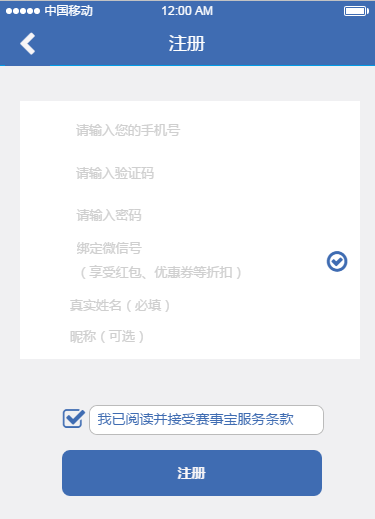 中国移动 12:00 AM
注册
请输入您的手机号
请输入验证码
请输入密码
绑定微信号
（享受红包、优惠券等折扣）
真实姓名（必填）
昵称（可选）
我已阅读并接受赛事宝服务条款
注册